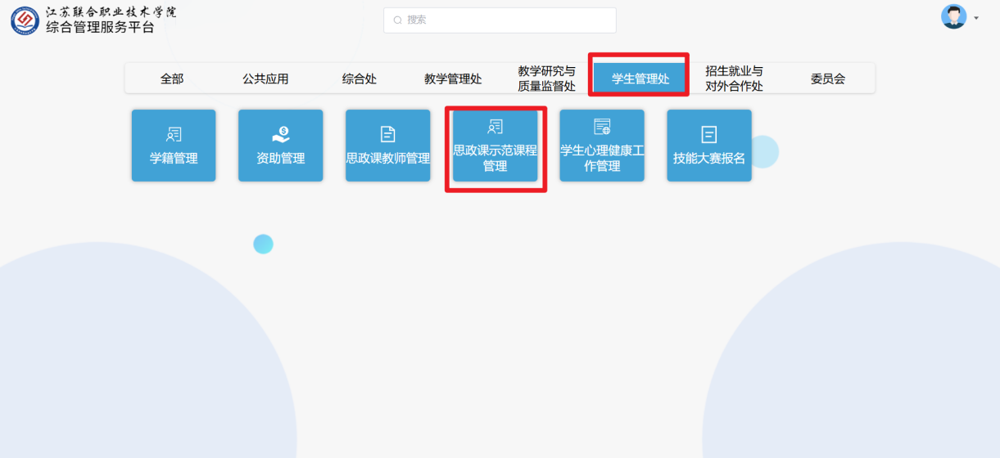 江苏联合职业技术学院
综合管理服务平台
搜索
全部
公共应用
综合处
教学管理处
教学研究与
质量监督处
学生管理处
招生就业与
对外合作处
委员会
学籍管理
资助管理
思政课教师管理
思政课示范课程
管理
学生心理健康工
作管理
技能大赛报名